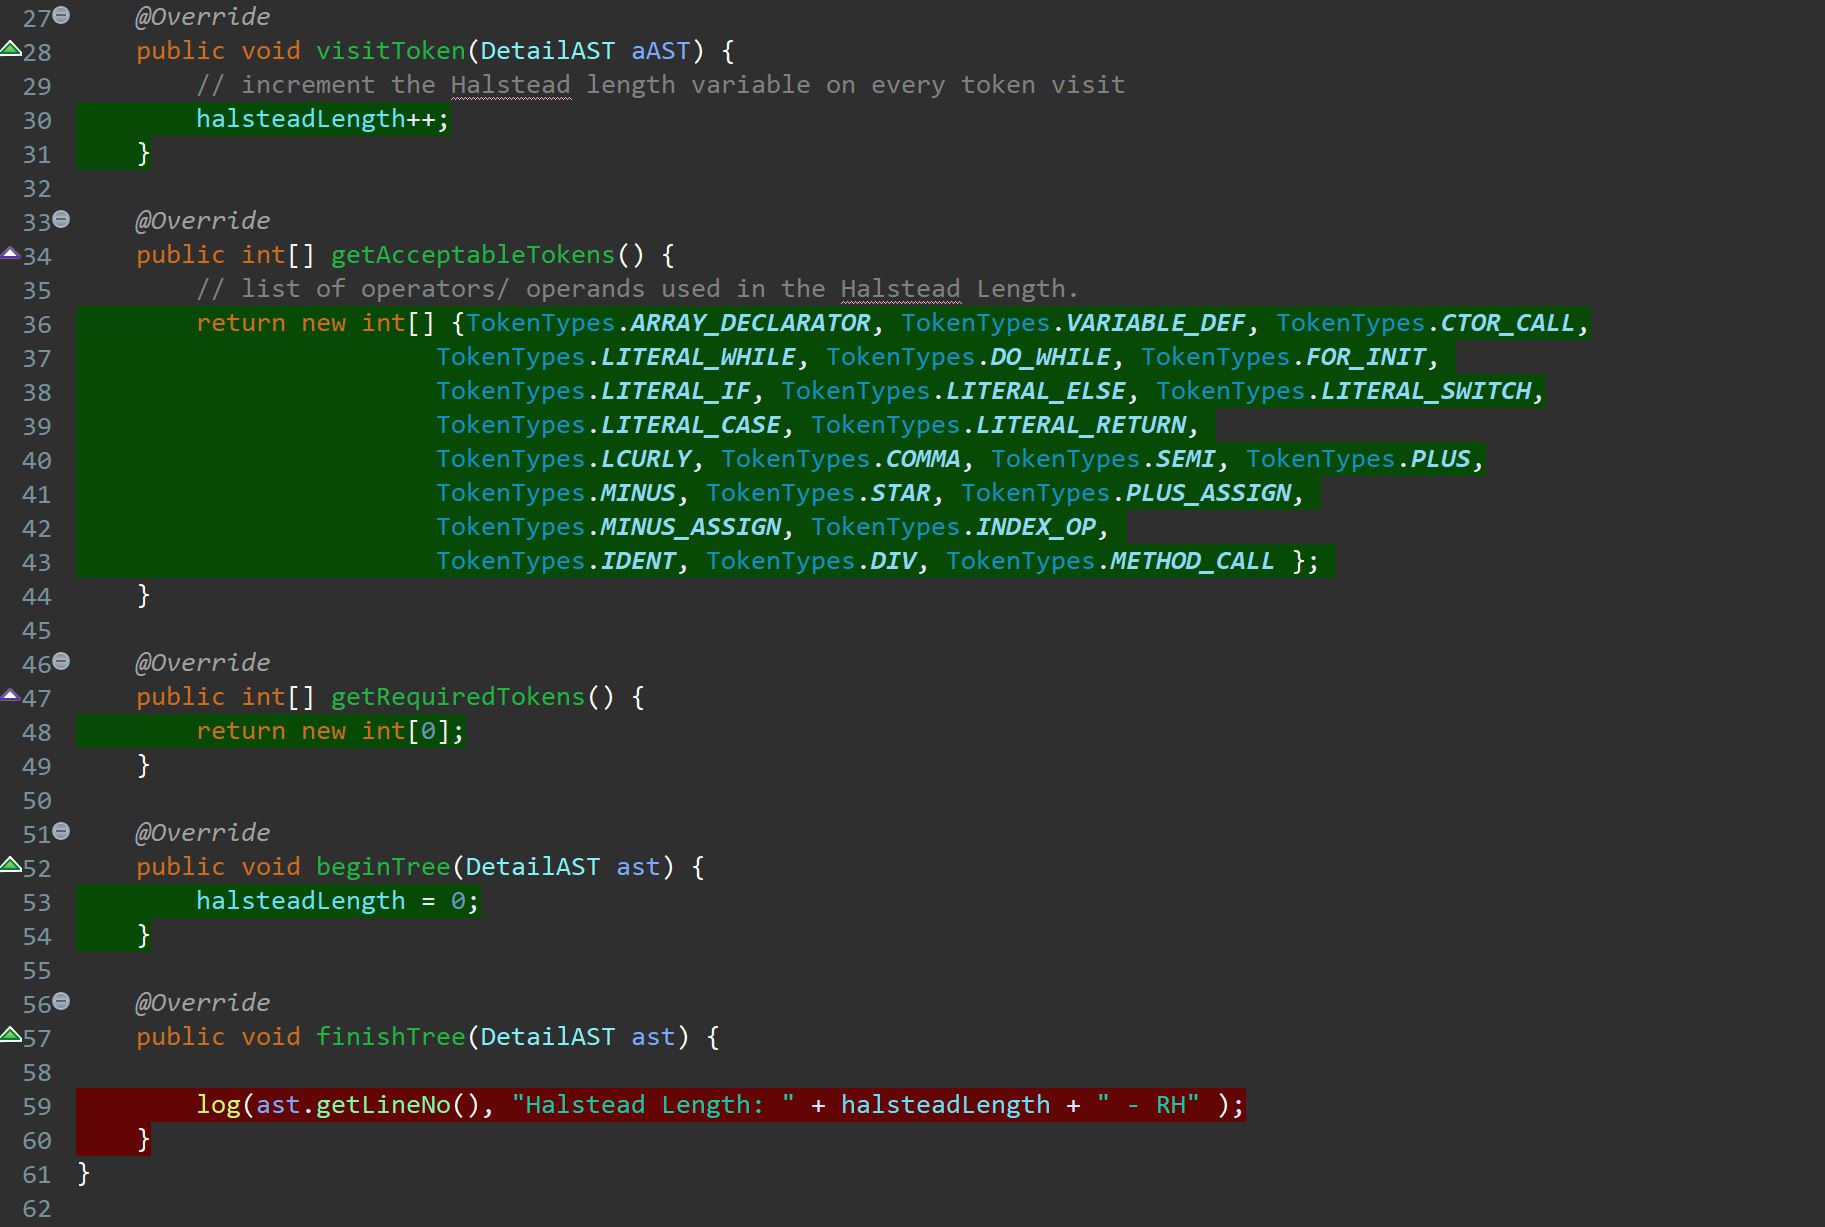 27 @Override
28 public void visitToken(DetailAST aAST) {
29 // increment the Halstead length variable on every token visit
30 halsteadLength++;
31 }
32
33 @Override
34 public int[] getAcceptableTokens() {
35 // list of operators/ operands used in the Halstead Length.
36 return new int[] {TokenTypes.ARRAY_DECLARATOR, TokenTypes.VARIABLE_DEF, TokenTypes.CTOR_CALL,
37 TokenTypes.LITERAL_WHILE, TokenTypes.DO_WHILE, TokenTypes.FOR_INIT,
38 TokenTypes.LITERAL_IF, TokenTypes.LITERAL_ELSE, TokenTypes.LITERAL_SWITCH,
39 TokenTypes.LITERAL_CASE, TokenTypes.LITERAL_RETURN,
40 TokenTypes.LCURLY, TokenTypes.COMMA, TokenTypes.SEMI, TokenTypes.PLUS,
41 TokenTypes.MINUS, TokenTypes.STAR, TokenTypes.PLUS_ASSIGN,
42 TokenTypes.MINUS_ASSIGN, TokenTypes.INDEX_OP,
43 TokenTypes.IDENT, TokenTypes.DIV, TokenTypes.METHOD_CALL };
44 }
45
46 @Override
47 public int[] getRequiredTokens() {
48 return new int[0];
49 }
50
51 @Override
52 public void beginTree(DetailAST ast) {
53 halsteadLength = 0;
54 }
55
56 @Override
57 public void finishTree(DetailAST ast) {
58
59 log(ast.getLineNo(), "Halstead Length: " + halsteadLength + " - RH" );
60 }
61 }
62